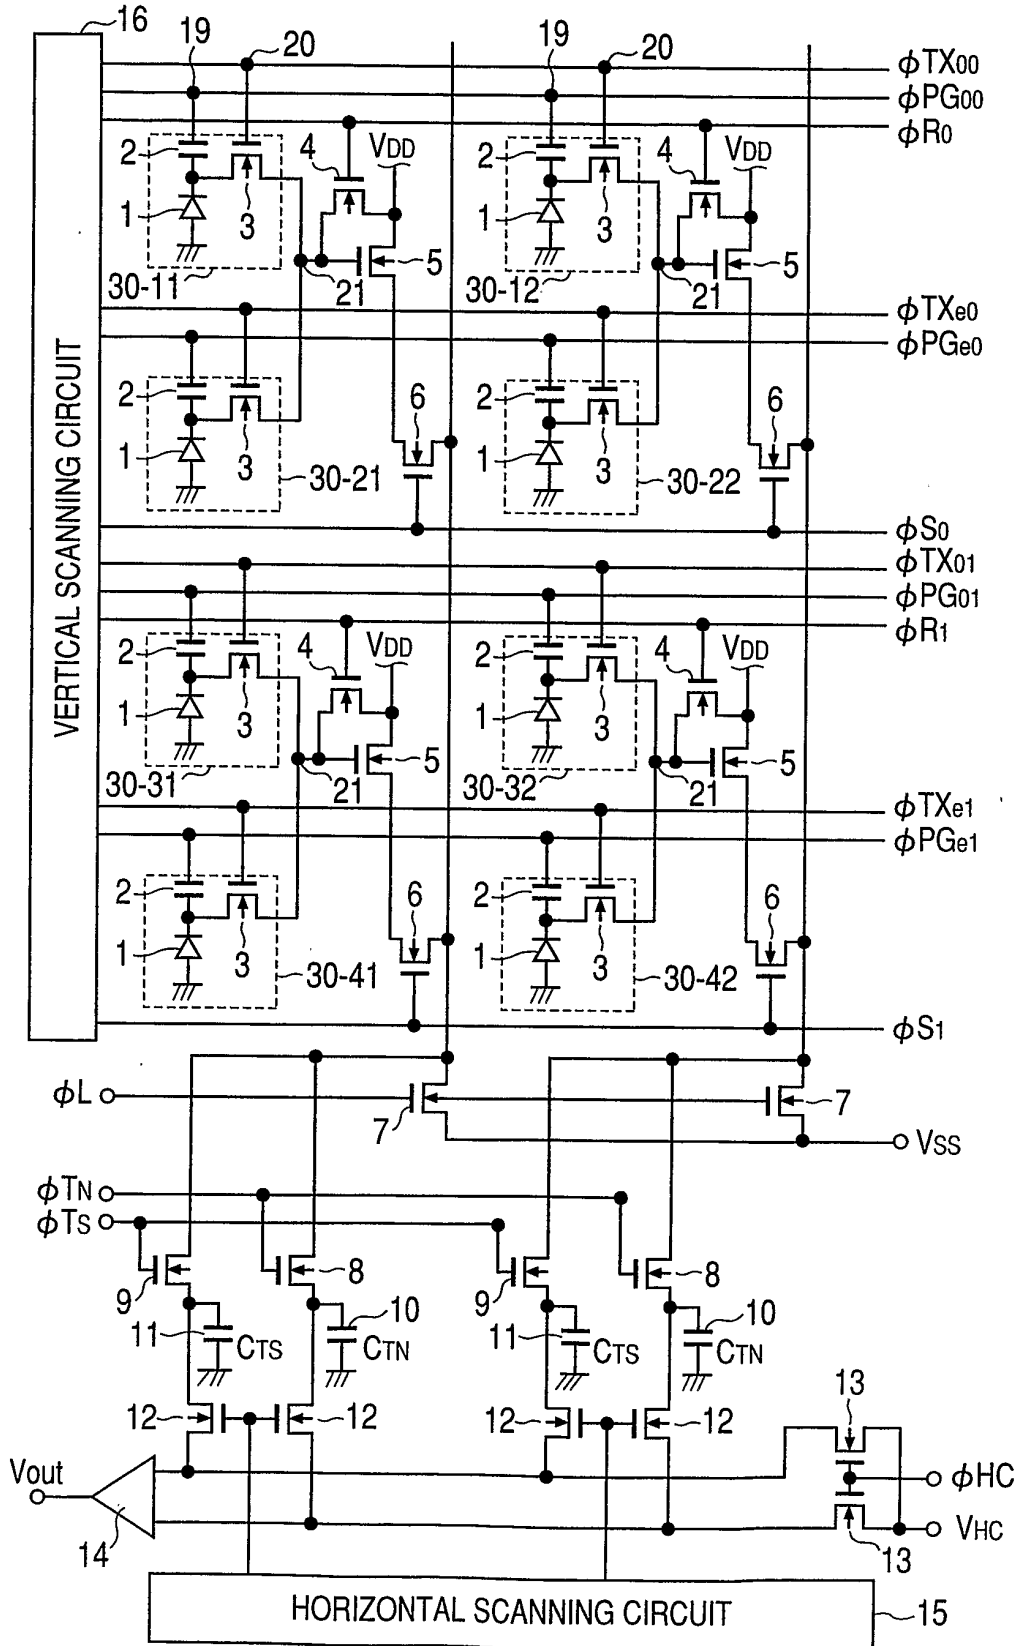 16 19 20 19 20
φTX00
φPG00
φR0
2 4 VDD 2 4 VDD
1 3 5 1 3 5
30-11 21 30-12 21
φTXe0
φPGe0
2 6 2 6
1 3 30-21 1 3 30-22
φS0
φTX01
φPG01
φR1
VERTICAL SCANNING CIRCUIT
2 4 VDD 2 4 VDD
1 3 5 1 3 5
30-31 21 30-32 21
φTXe1
φPGe1
2 6 2 6
1 3 30-41 1 3 30-42
φS1
φL 7 7
VSS
φTN
φTS
9 8 9 8
11 CTS 10 CTN 11 CTS 10 CTN
12 12 12 12 13
Vout φHC
14 13 VHC
HORIZONTAL SCANNING CIRCUIT 15